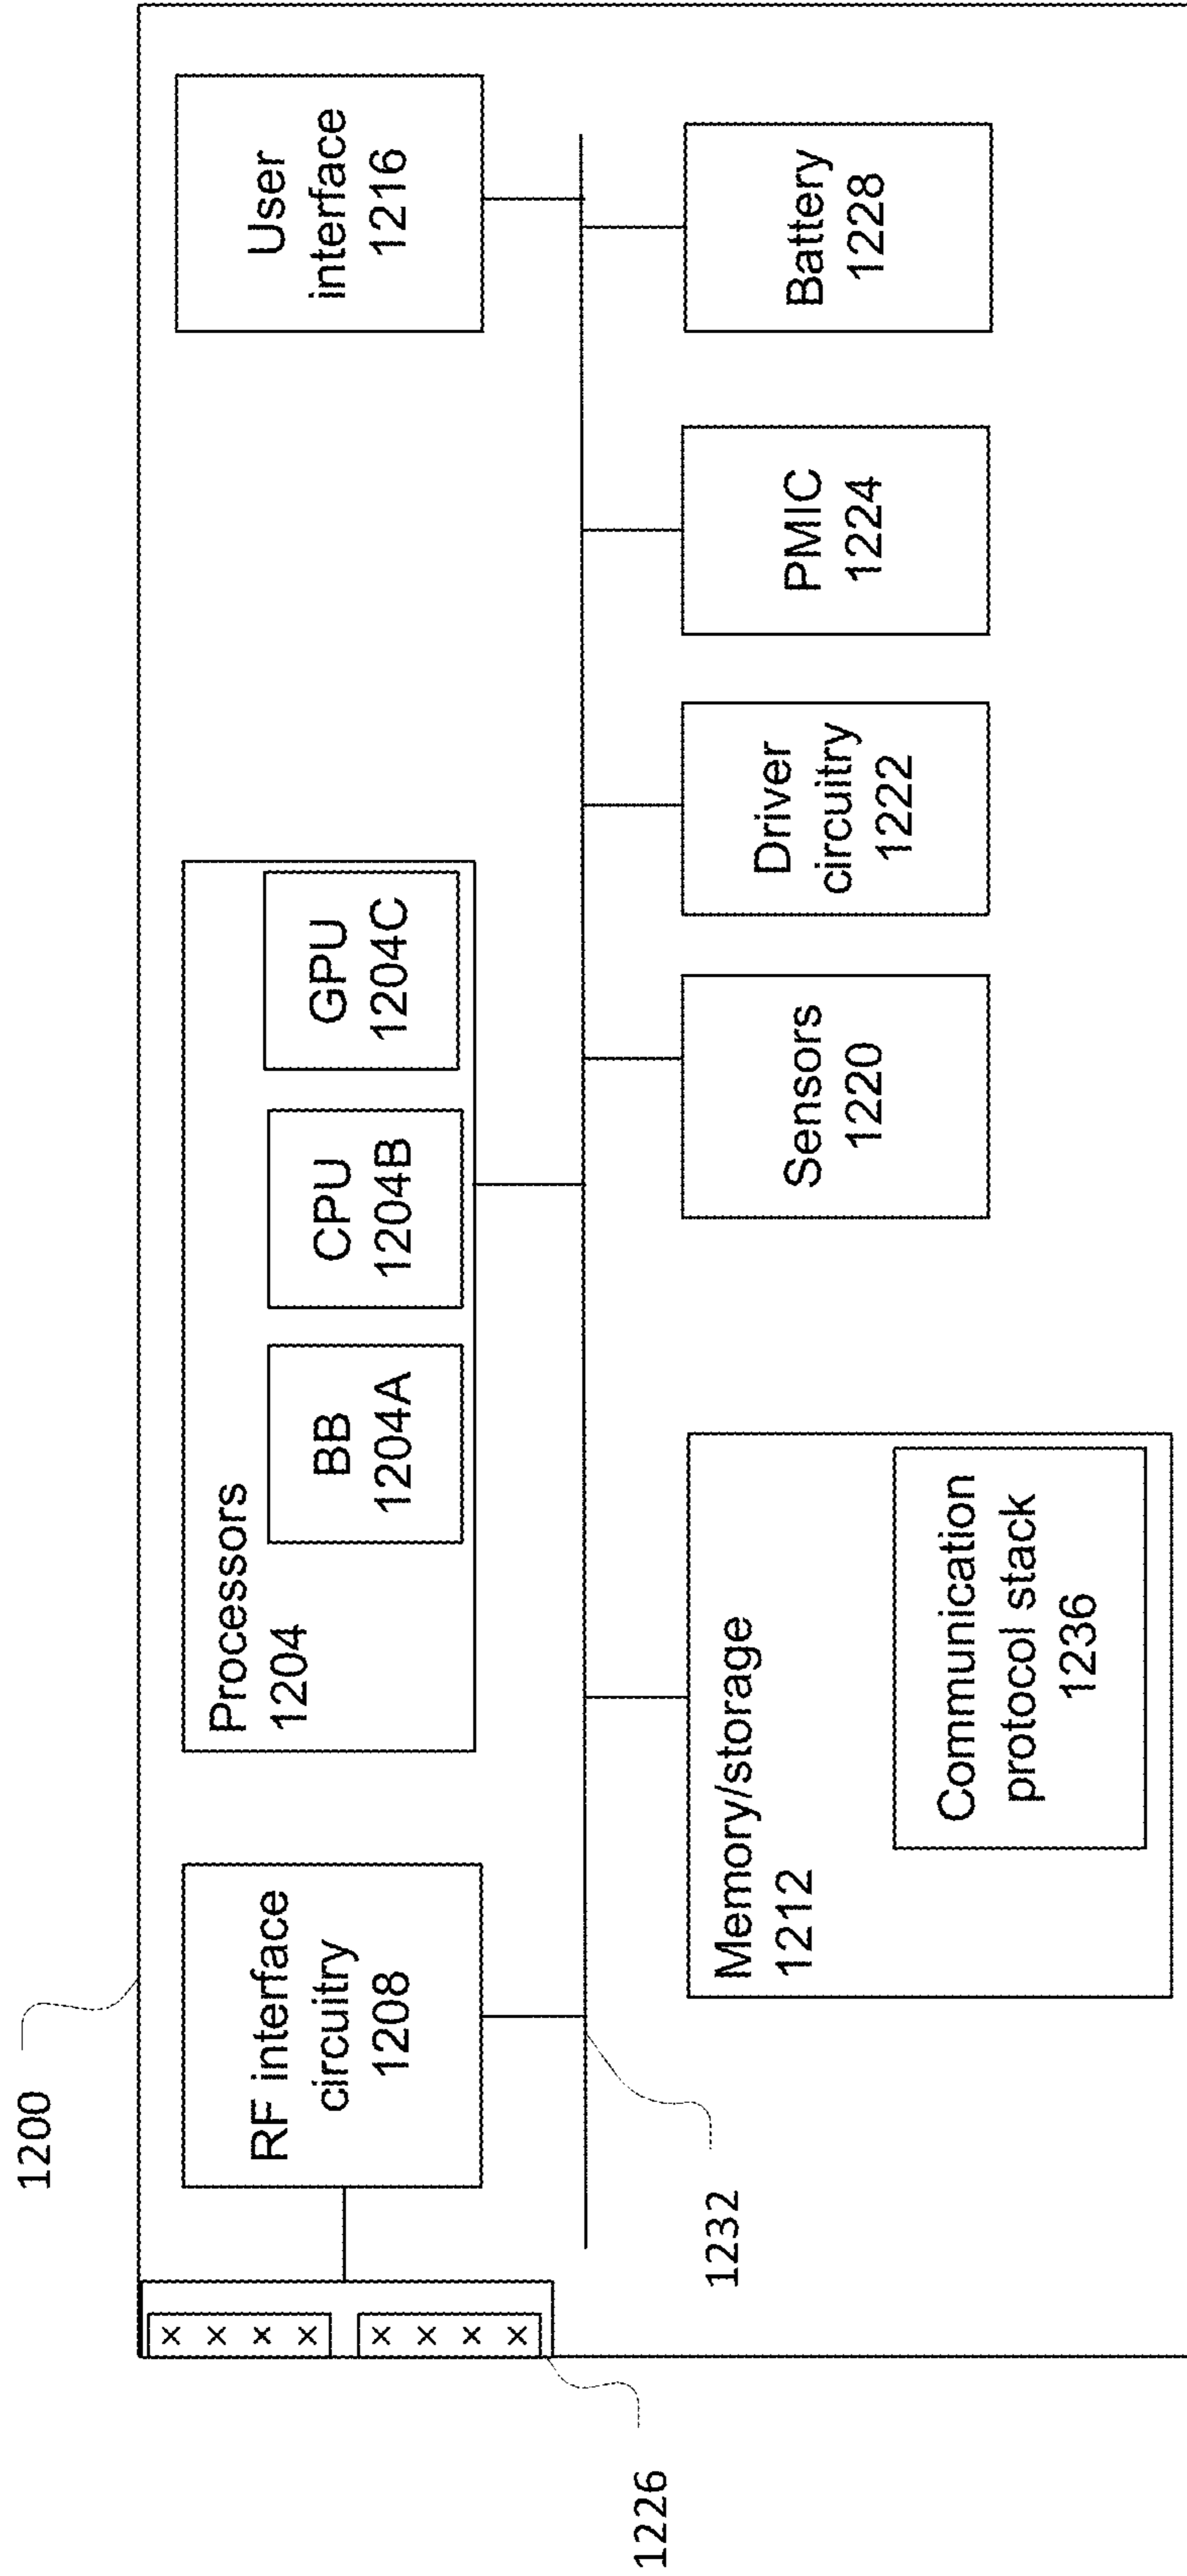 1200
RF interface
circuitry
1208
Processors
1204
BB
1204A
CPU
1204B
GPU
1204C
User
interface
1216
× × × ×
× × × ×
1226
1232
Memory/storage
1212
Communication
protocol stack
1236
Sensors
1220
Driver
circuitry
1222
PMIC
1224
Battery
1228